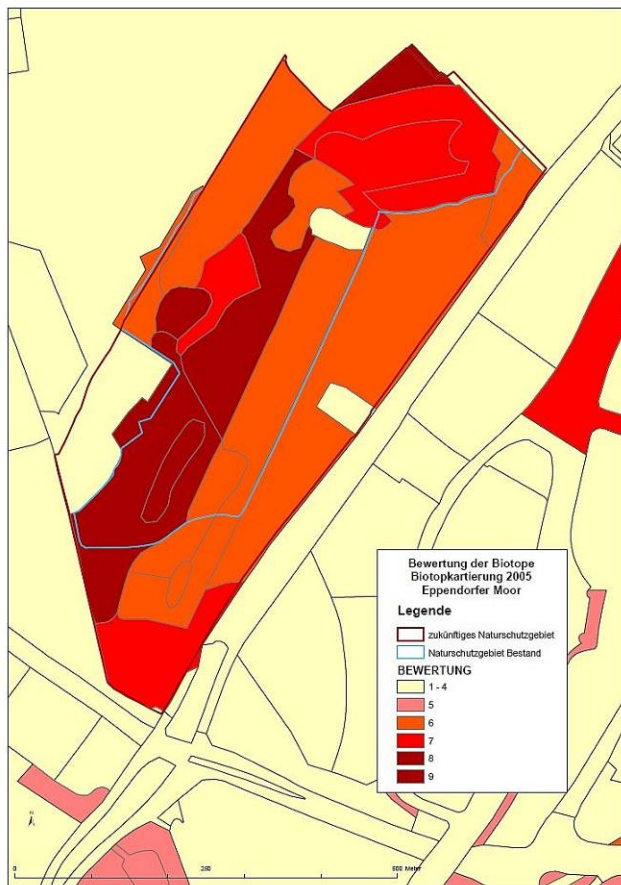 Bewertung der Biotope
Biotopkartierung 2005
Eppendorfer Moor
Legende
zukünftiges Naturschutzgebiet
Naturschutzgebiet Bestand
BEWERTUNG
1 - 4
5
6
7
8
9
N
0
250
500 Meter